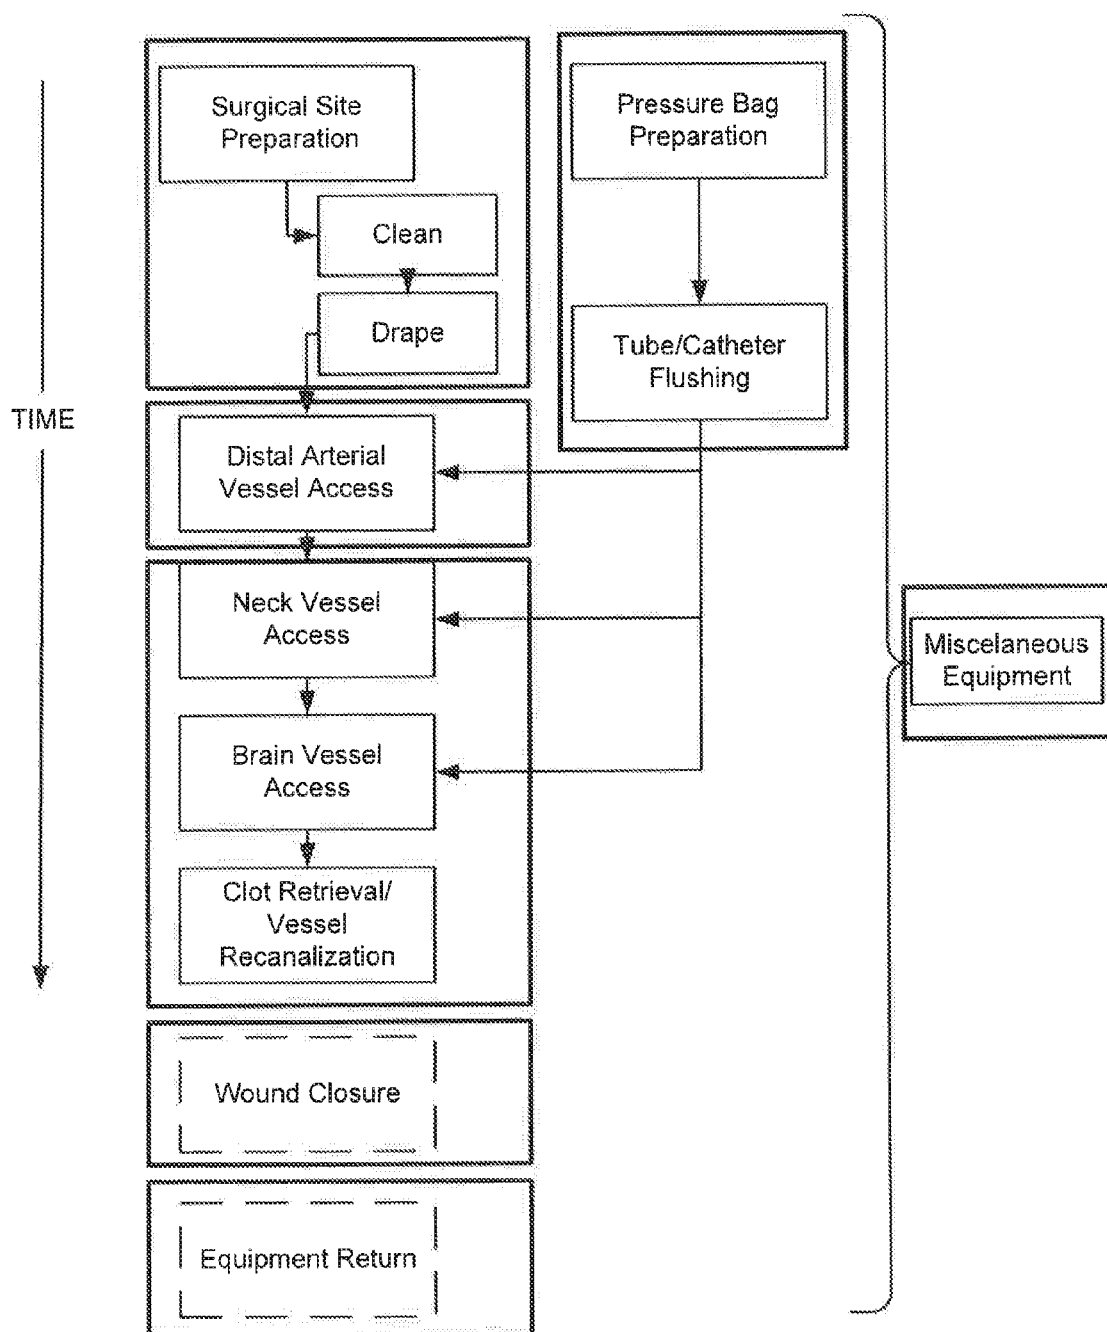 Surgical Site
Preparation
Clean
Drape
Pressure Bag
Preparation
Tube/Catheter
Flushing
TIME
Distal Arterial
Vessel Access
Neck Vessel
Access
Brain Vessel
Access
Clot Retrieval/
Vessel
Recanalization
Wound Closure
Equipment Return
Miscelaneous
Equipment